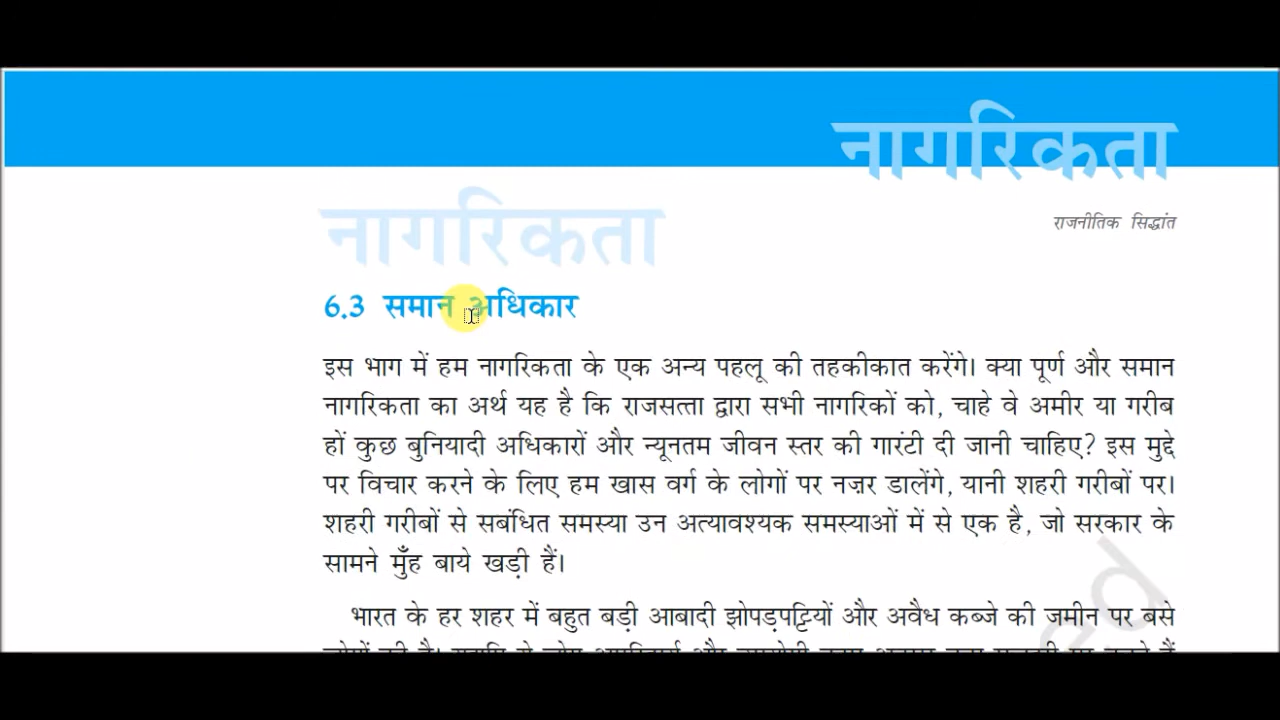 नागरिकता
राजनीतिक सिद्धांत
नागरिकता
6.3 समान अधिकार
इस भाग में हम नागरिकता के एक अन्य पहलू की तहकीकात करेंगे। क्या पूर्ण और समान
नागरिकता का अर्थ यह है कि राजसत्ता द्वारा सभी नागरिकों को, चाहे वे अमीर या गरीब
हों कुछ बुनियादी अधिकारों और न्यूनतम जीवन स्तर की गारंटी दी जानी चाहिए? इस मुद्दे
पर विचार करने के लिए हम खास वर्ग के लोगों पर नज़र डालेंगे, यानी शहरी गरीबों पर।
शहरी गरीबों से सबंधित समस्या उन अत्यावश्यक समस्याओं में से एक है, जो सरकार के
सामने मुँह बाये खड़ी हैं।
भारत के हर शहर में बहुत बड़ी आबादी झोपड़पट्टियों और अवैध कब्जे की जमीन पर बसे